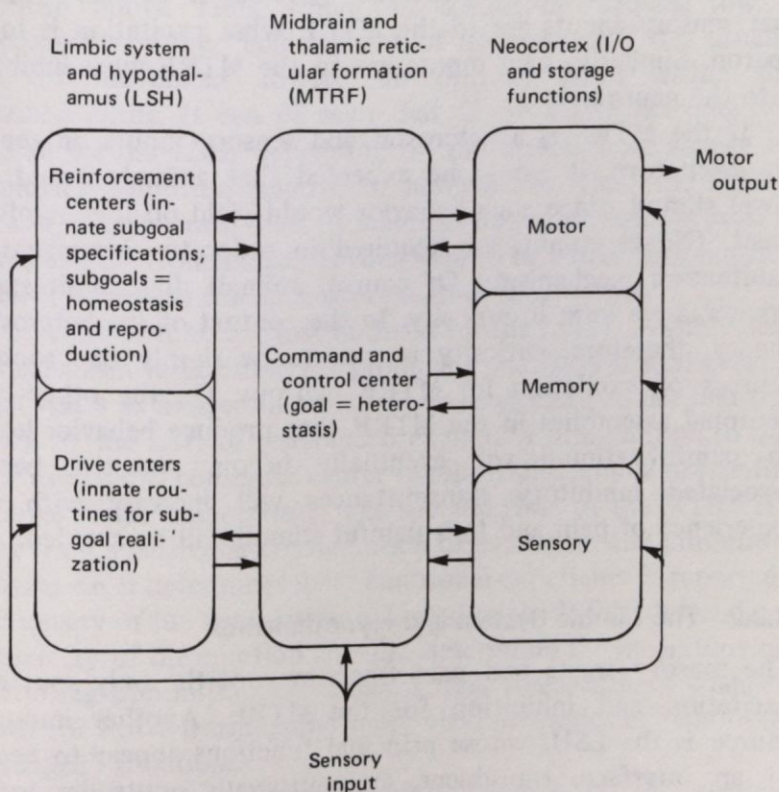 Limbic system
and hypothal-
amus (LSH)
Midbrain and
thalamic retic-
ular formation
(MTRF)
Neocortex (I/O
and storage
functions)
Reinforcement
centers (in-
nate subgoal
specifications;
subgoals =
homeostasis
and repro-
duction)
Drive centers
(innate rou-
tines for sub-
goal reali-
zation)
Command and
control center
(goal = hetero-
stasis)
Motor
Memory
Sensory
Motor
output
Sensory
input